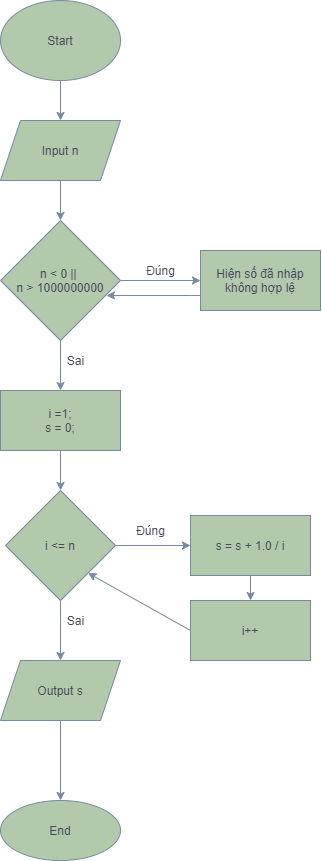 Start
Input n
n < 0 ||
n > 1000000000
Đúng
Hiện số đã nhập
không hợp lệ
Sai
i =1;
s = 0;
i <= n
Đúng
s = s + 1.0 / i
i++
Sai
Output s
End